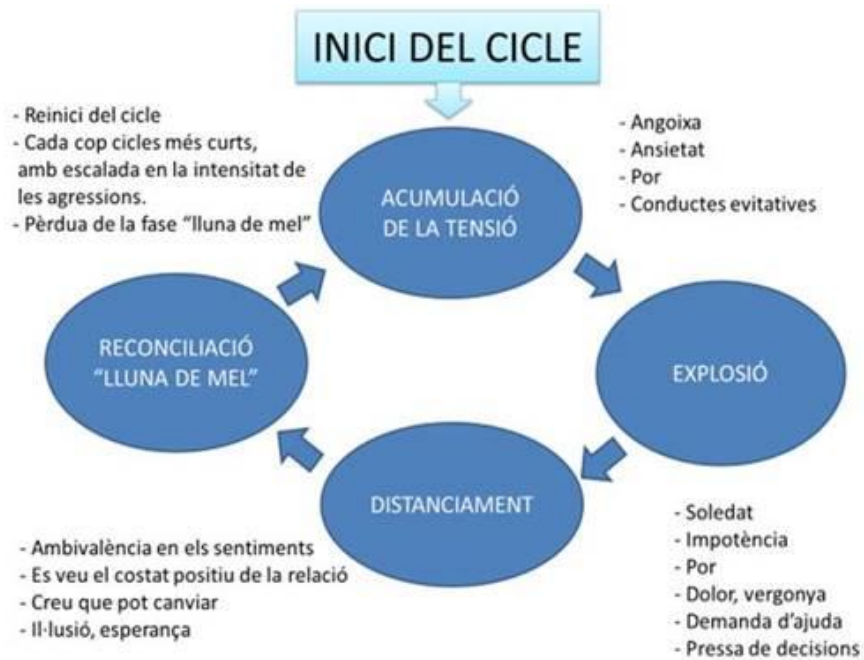 INICI DEL CICLE
- Reinici del cicle
- Cada cop cicles més curts,
amb escalada en la intensitat de
les agressions.
- Pèrdua de la fase “lluna de mel”
ACUMULACIÓ
DE LA TENSIÓ
- Angoixa
- Ansietat
- Por
- Conductes evitatives
RECONCILIACIÓ
“LLUNA DE MEL”
EXPLOSIÓ
DISTANCIAMENT
- Ambivalència en els sentiments
- Es veu el costat positiu de la relació
- Creu que pot canviar
- Il·lusió, esperança
- Soledat
- Impotència
- Por
- Dolor, vergonya
- Demanda d’ajuda
- Pressa de decisions